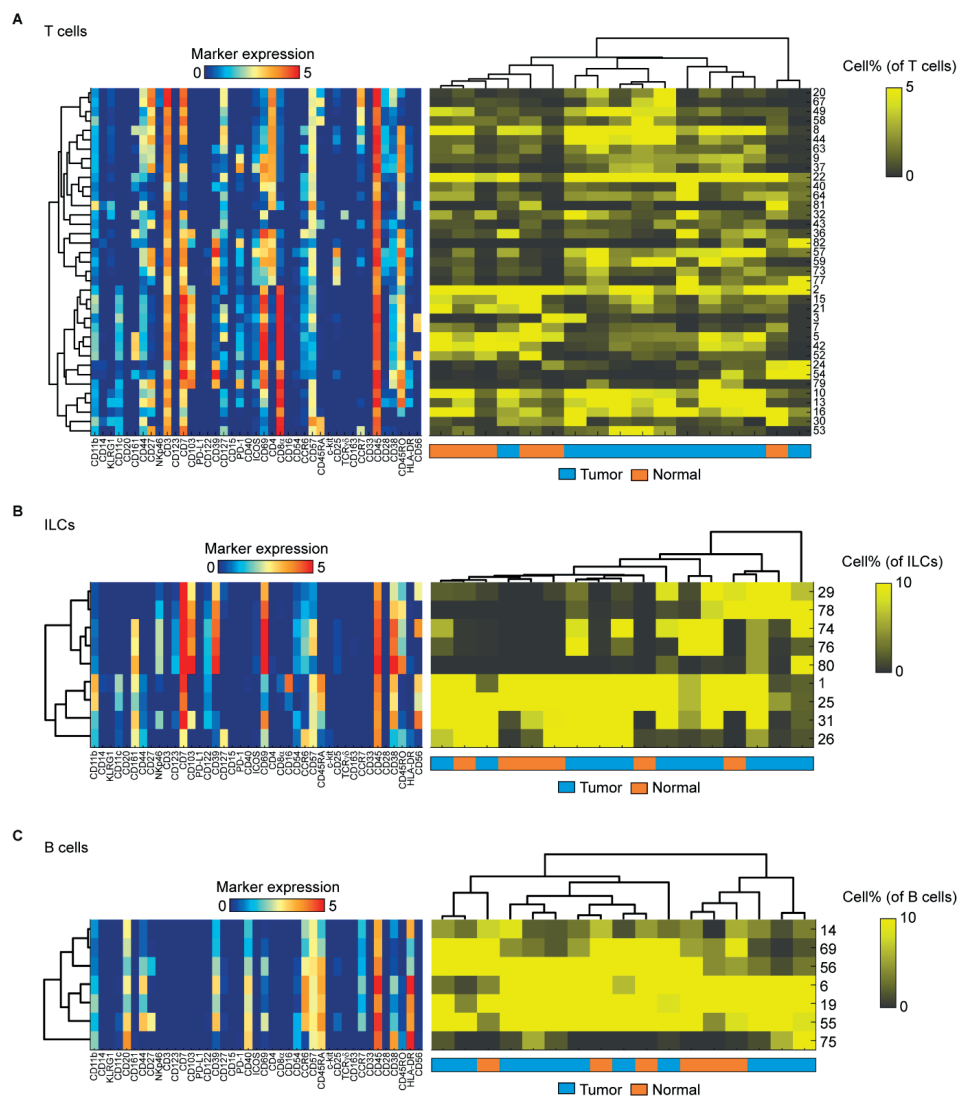 A
T cells
Marker expression
0 5
Cell% (of T cells)
5
0
20
67
49
58
8
44
63
9
37
22
40
64
81
32
43
36
82
57
59
73
77
2
15
21
3
7
5
42
52
24
54
79
10
13
16
30
53
CD11b
CD14
KLRG1
CD11c
CD20
CD161
CD44
CD27
NKp46
CD3
CD123
CD7
CD103
PD-L1
CD122
CD39
CD127
CD15
PD-1
CD40
ICOS
CD69
CD4
CD8α
CD16
CD54
CCR6
CD57
CD45RA
c-kit
CD25
TCRγδ
CD163
CCR7
CD33
CD45
CD28
CD38
CD45RO
HLA-DR
CD56
Tumor Normal
B
ILCs
Marker expression
0 5
Cell% (of ILCs)
10
0
29
78
74
76
80
1
25
31
26
CD11b
CD14
KLRG1
CD11c
CD20
CD161
CD44
CD27
NKp46
CD3
CD123
CD7
CD103
PD-L1
CD122
CD39
CD127
CD15
PD-1
CD40
ICOS
CD69
CD4
CD8α
CD16
CD54
CCR6
CD57
CD45RA
c-kit
CD25
TCRγδ
CD163
CCR7
CD33
CD45
CD28
CD38
CD45RO
HLA-DR
CD56
Tumor Normal
C
B cells
Marker expression
0 5
Cell% (of B cells)
10
0
14
69
56
6
19
55
75
CD11b
CD14
KLRG1
CD11c
CD20
CD161
CD44
CD27
NKp46
CD3
CD123
CD7
CD103
PD-L1
CD122
CD39
CD127
CD15
PD-1
CD40
ICOS
CD69
CD4
CD8α
CD16
CD54
CCR6
CD57
CD45RA
c-kit
CD25
TCRγδ
CD163
CCR7
CD33
CD45
CD28
CD38
CD45RO
HLA-DR
CD56
Tumor Normal